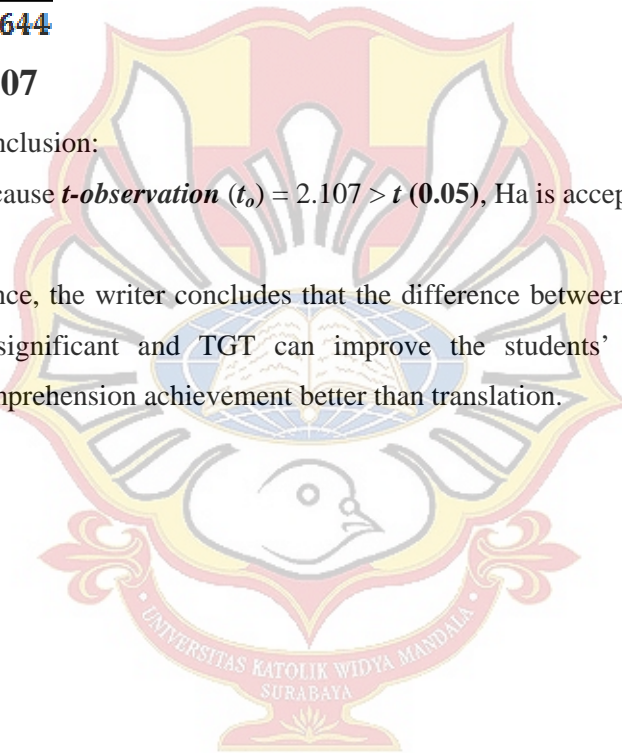 644
07
nclusion:
cause t-observation (tₒ) = 2.107 > t (0.05), Ha is accep
nce, the writer concludes that the difference between
significant and TGT can improve the students'
mprehension achievement better than translation.
UNIVERSITAS KATOLIK WIDYA MANDALA
SURABAYA